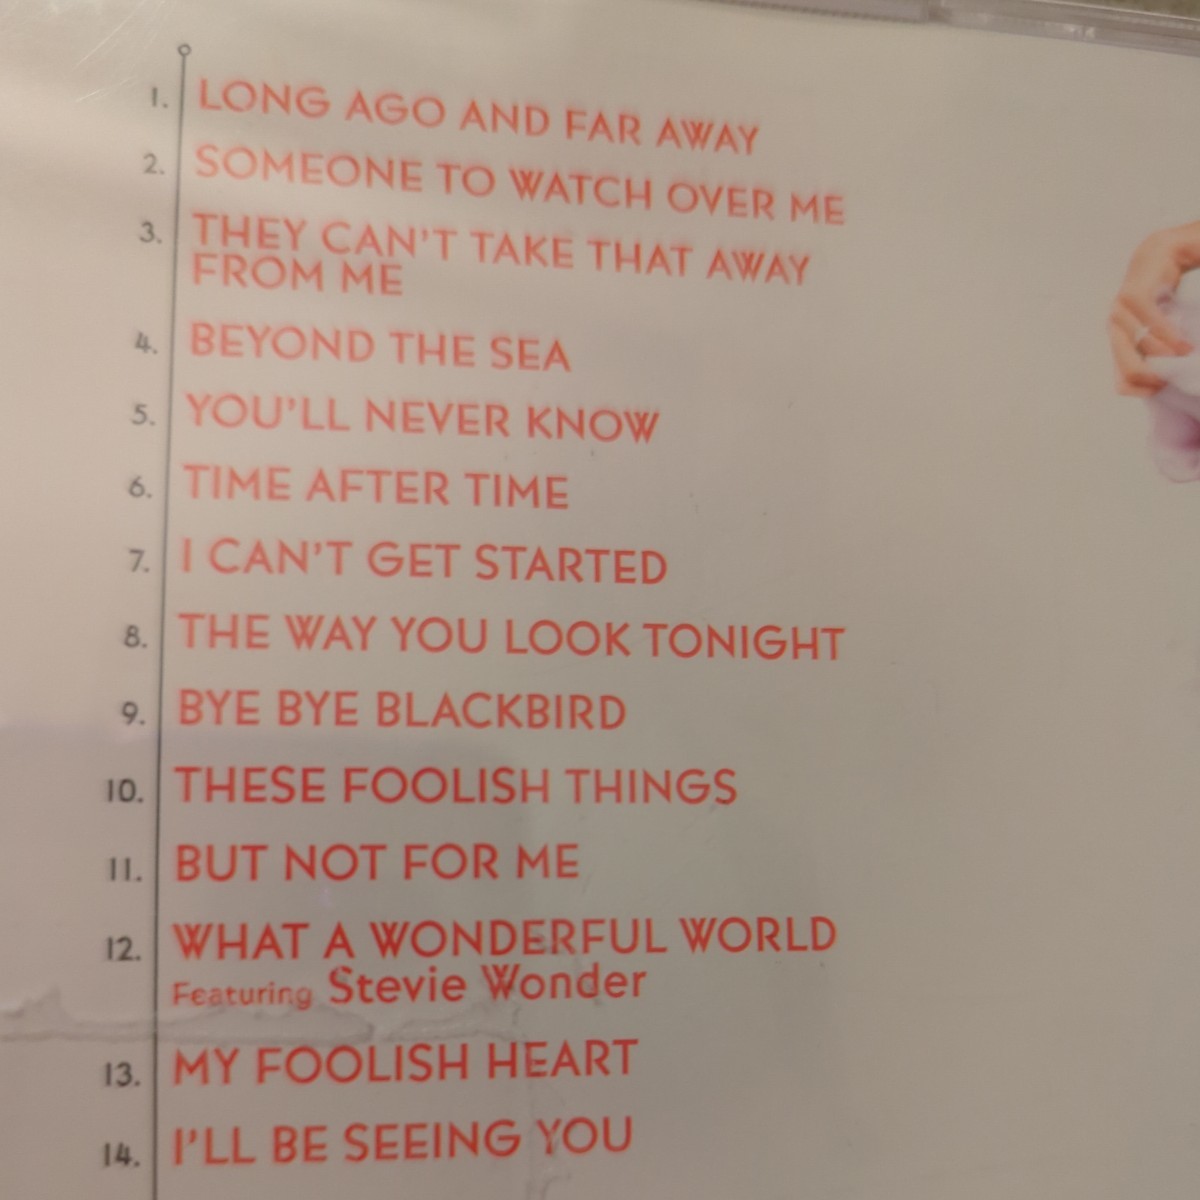 1. LONG AGO AND FAR AWAY
2. SOMEONE TO WATCH OVER ME
3. THEY CAN'T TAKE THAT AWAY
FROM ME
4. BEYOND THE SEA
5. YOU'LL NEVER KNOW
6. TIME AFTER TIME
7. I CAN'T GET STARTED
8. THE WAY YOU LOOK TONIGHT
9. BYE BYE BLACKBIRD
10. THESE FOOLISH THINGS
11. BUT NOT FOR ME
12. WHAT A WONDERFUL WORLD
Featuring Stevie Wonder
13. MY FOOLISH HEART
14. I'LL BE SEEING YOU